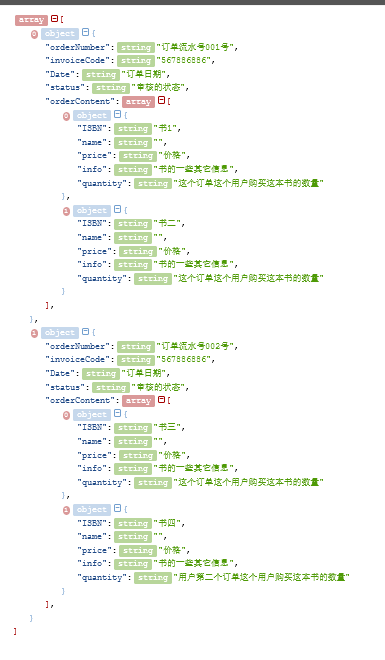 array [
0 object {
"orderNumber": string "订单流水号001号",
"invoiceCode": string "567886886",
"Date": string "订单日期",
"status": string "审核的状态",
"orderContent": array [
0 object {
"ISBN": string "书1",
"name": string "",
"price": string "价格",
"info": string "书的一些其它信息",
"quantity": string "这个订单这个用户购买这本书的数量"
},
1 object {
"ISBN": string "书二",
"name": string "",
"price": string "价格",
"info": string "书的一些其它信息",
"quantity": string "这个订单这个用户购买这本书的数量"
}
],
},
1 object {
"orderNumber": string "订单流水号002号",
"invoiceCode": string "567886886",
"Date": string "订单日期",
"status": string "审核的状态",
"orderContent": array [
0 object {
"ISBN": string "书三",
"name": string "",
"price": string "价格",
"info": string "书的一些其它信息",
"quantity": string "这个订单这个用户购买这本书的数量"
},
1 object {
"ISBN": string "书四",
"name": string "",
"price": string "价格",
"info": string "书的一些其它信息",
"quantity": string "用户第二个订单这个用户购买这本书的数量"
}
],
}
]